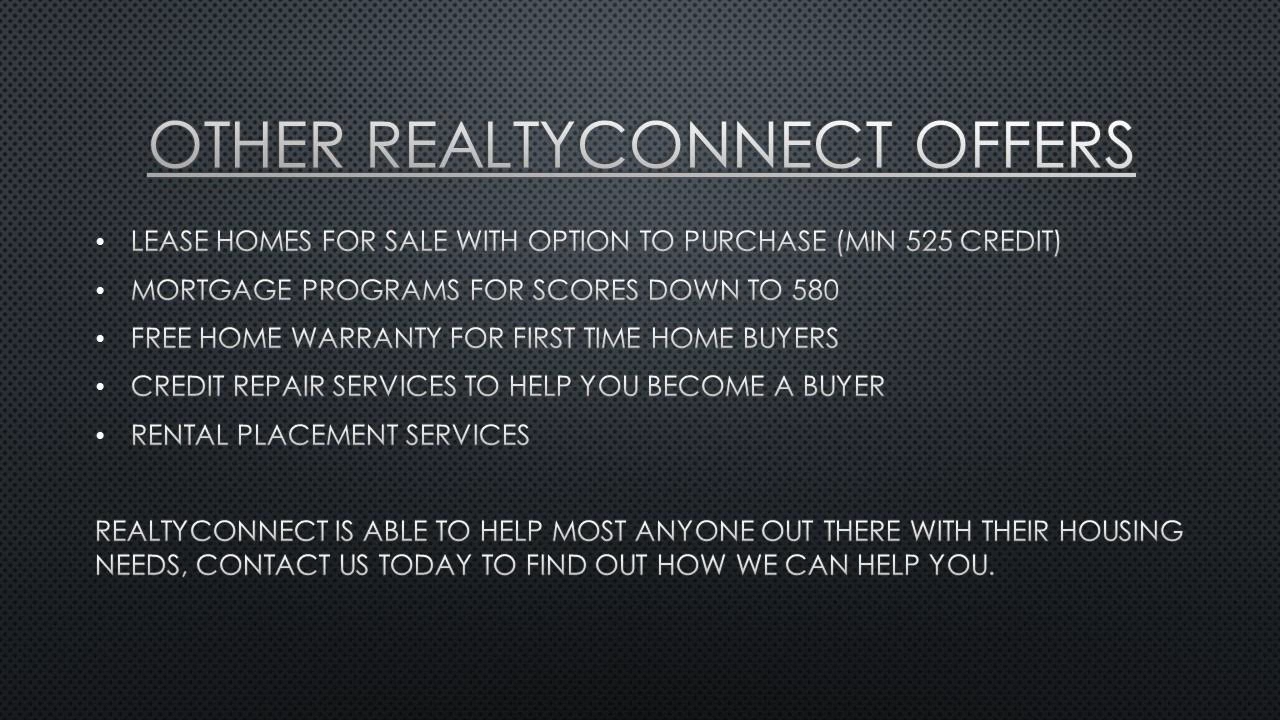 OTHER REALTYCONNECT OFFERS
• LEASE HOMES FOR SALE WITH OPTION TO PURCHASE (MIN 525 CREDIT)
• MORTGAGE PROGRAMS FOR SCORES DOWN TO 580
• FREE HOME WARRANTY FOR FIRST TIME HOME BUYERS
• CREDIT REPAIR SERVICES TO HELP YOU BECOME A BUYER
• RENTAL PLACEMENT SERVICES
REALTYCONNECT IS ABLE TO HELP MOST ANYONE OUT THERE WITH THEIR HOUSING
NEEDS, CONTACT US TODAY TO FIND OUT HOW WE CAN HELP YOU.